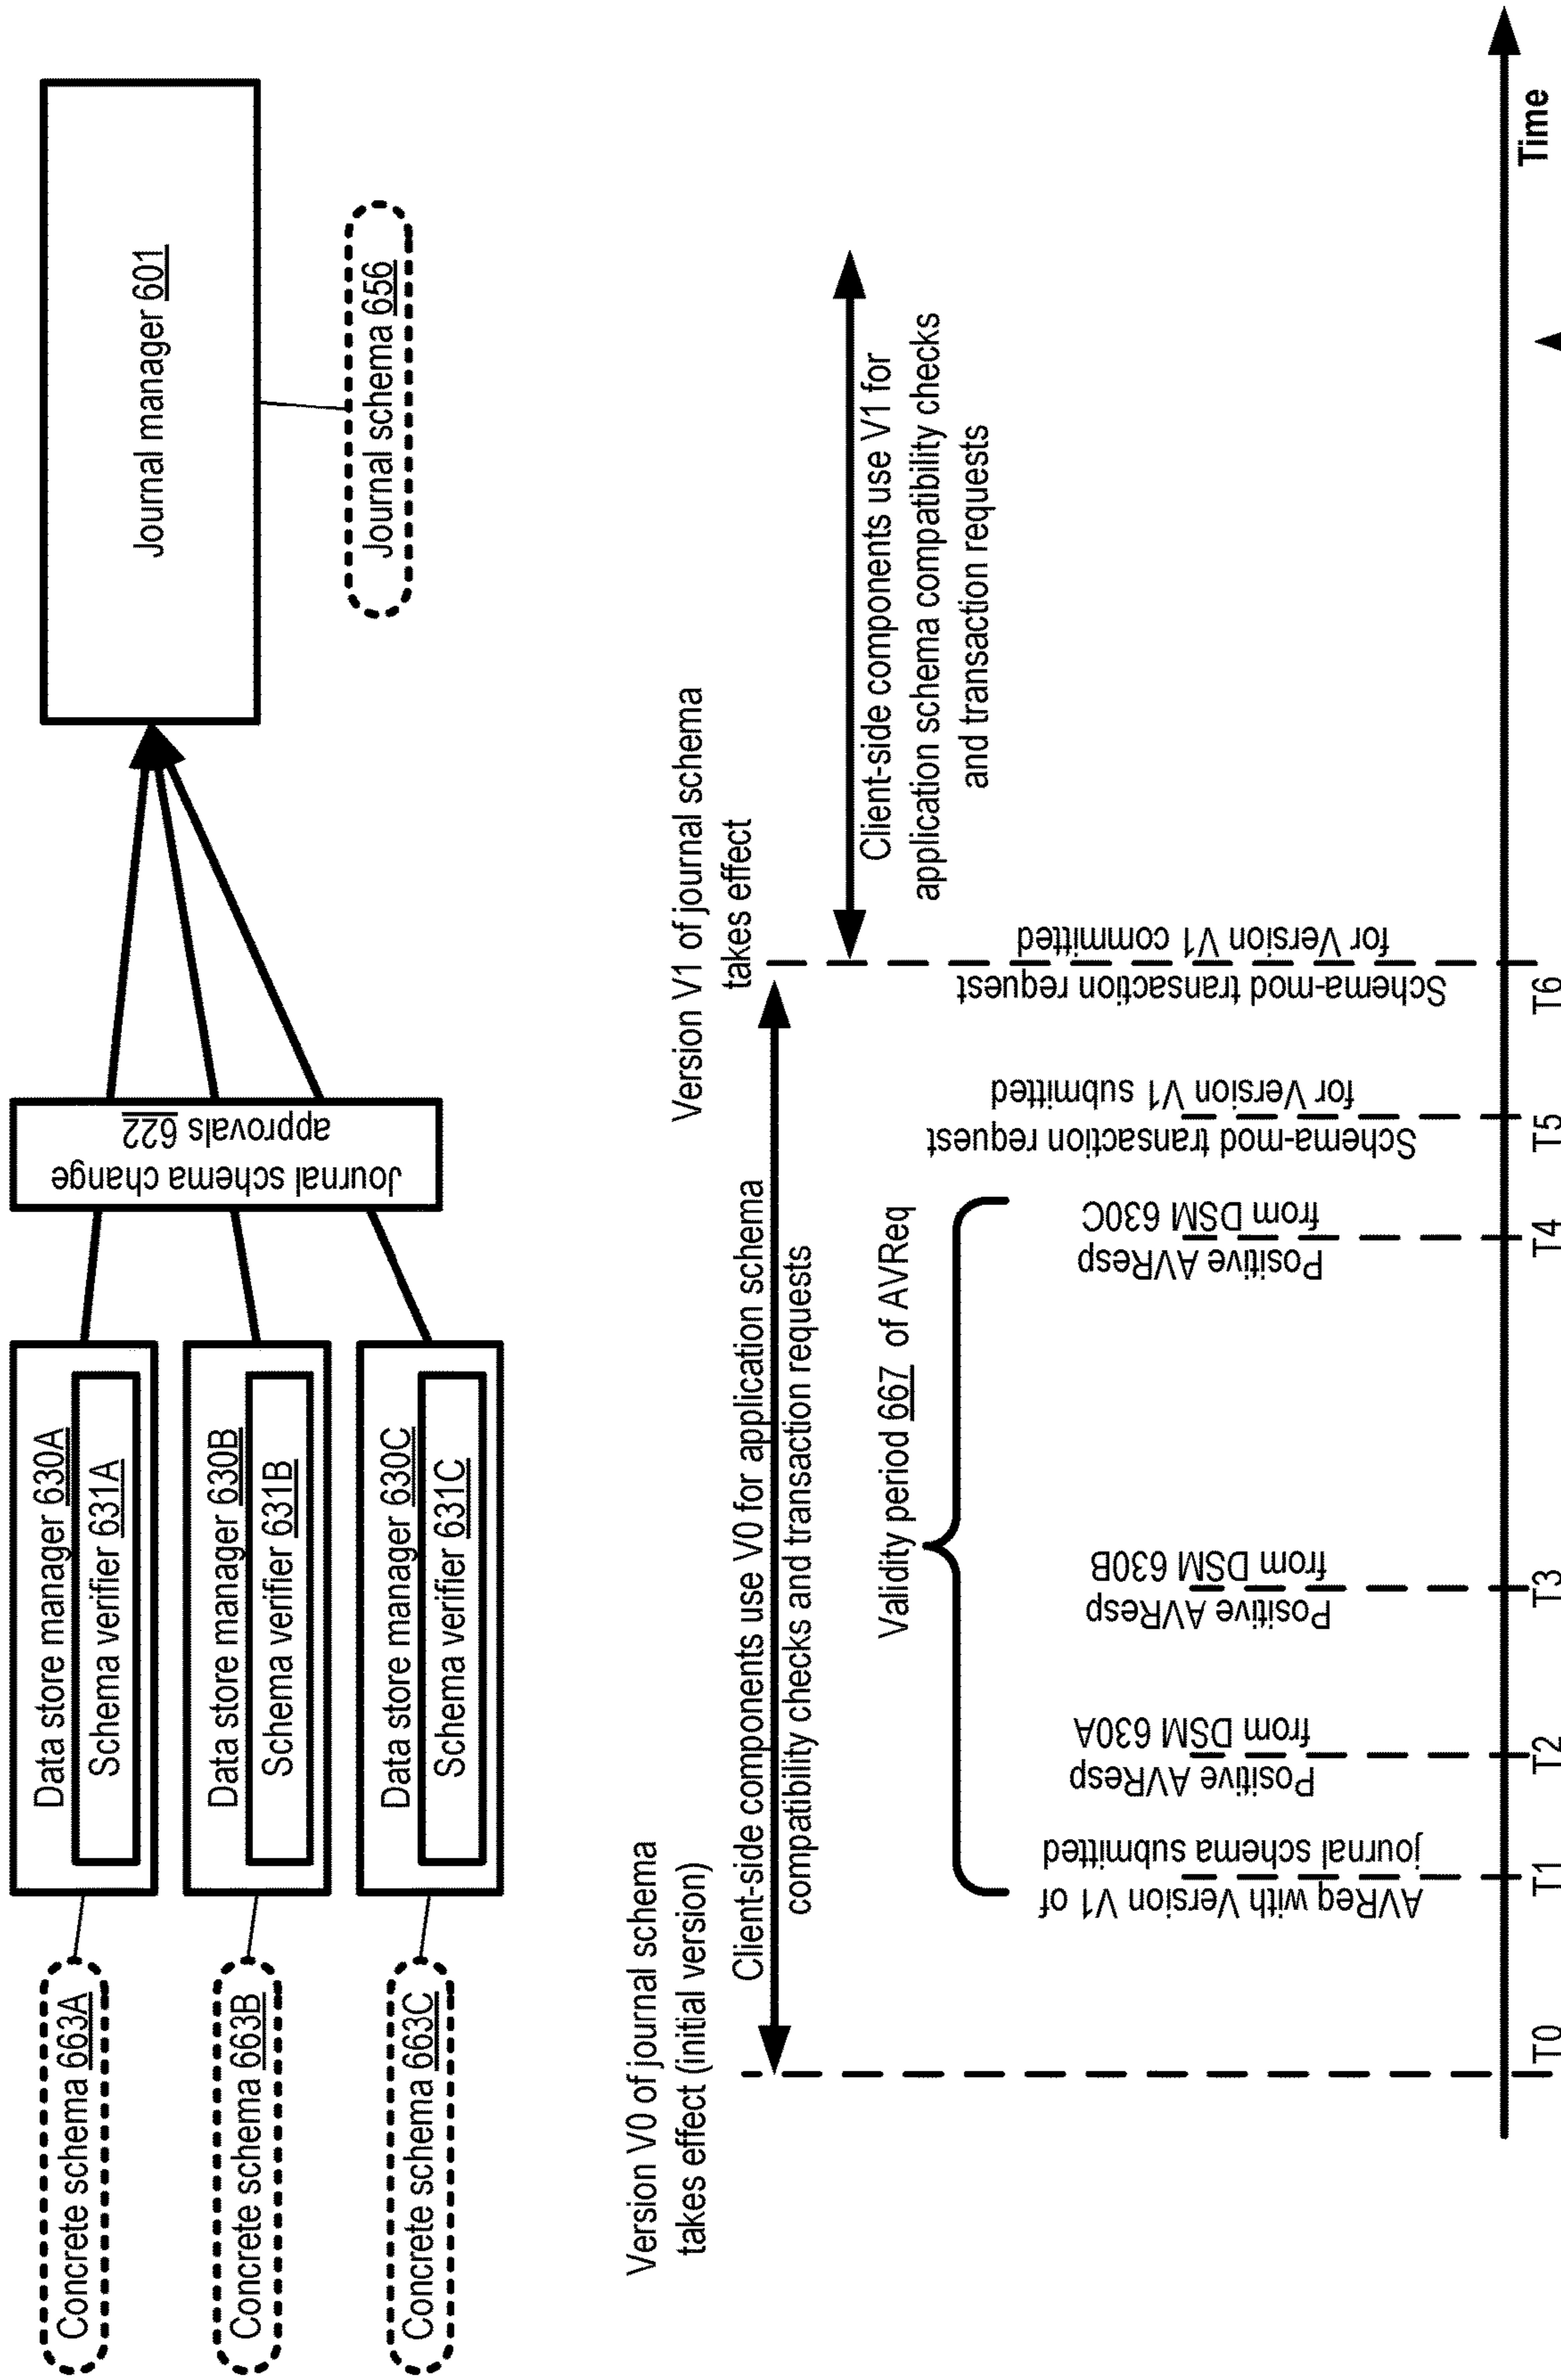 Concrete schema 663A
Data store manager 630A
Schema verifier 631A
Concrete schema 663B
Data store manager 630B
Schema verifier 631B
Concrete schema 663C
Data store manager 630C
Schema verifier 631C
Journal schema change
approvals 622
Journal manager 601
Journal schema 656
Version V0 of journal schema
takes effect (initial version)
Version V1 of journal schema
takes effect
Client-side components use V0 for application schema
compatibility checks and transaction requests
Client-side components use V1 for
application schema compatibility checks
and transaction requests
Validity period 667 of AVReq
AVReq with Version V1 of
journal schema submitted
Positive AVResp
from DSM 630A
Positive AVResp
from DSM 630B
Positive AVResp
from DSM 630C
Schema-mod transaction request
for Version V1 submitted
Schema-mod transaction request
for Version V1 committed
T0
T1
T2
T3
T4
T5
T6
Time